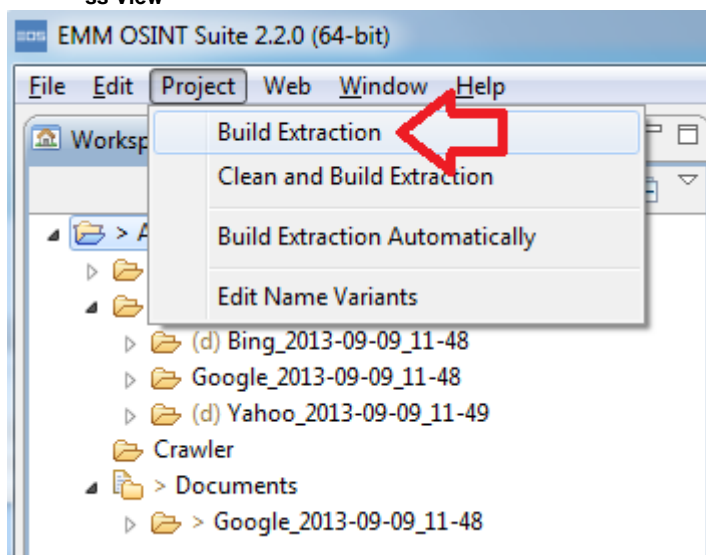 ss view
EMM OSINT Suite 2.2.0 (64-bit)
File Edit Project Web Window Help
Build Extraction
Clean and Build Extraction
Build Extraction Automatically
Edit Name Variants
(d) Bing_2013-09-09_11-48
Google_2013-09-09_11-48
(d) Yahoo_2013-09-09_11-49
Crawler
> Documents
> Google_2013-09-09_11-48